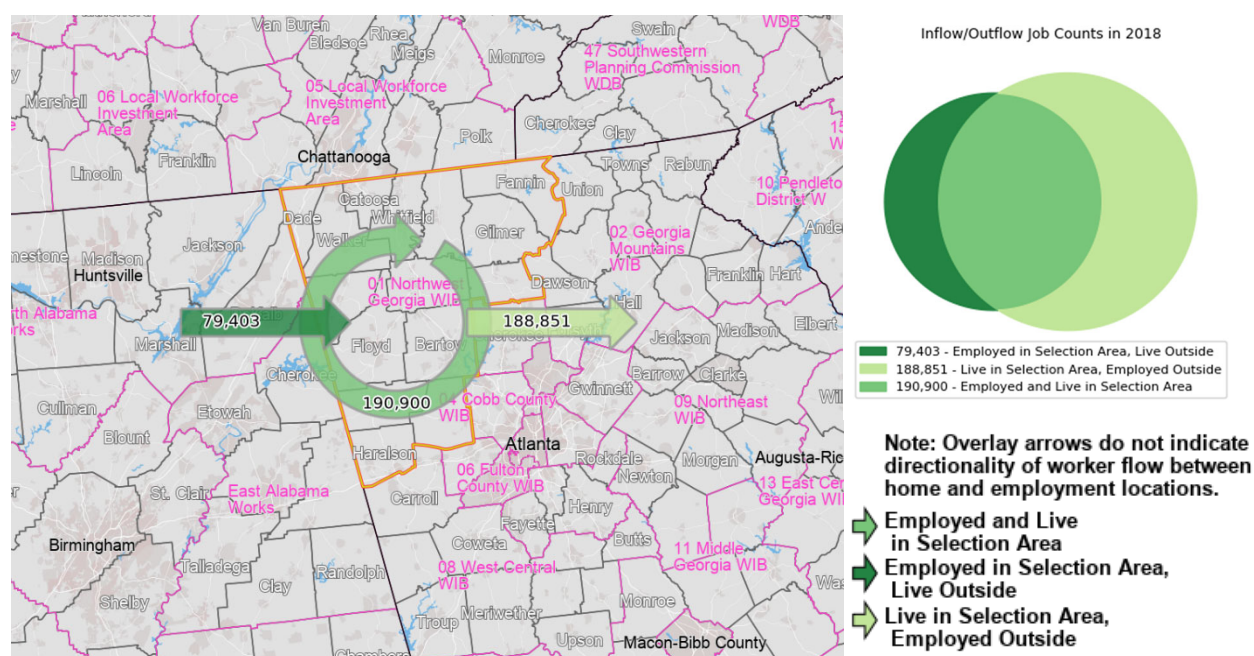 Van Buren
Rhea
Bledsoe
Meigs
Monroe
Swain
WDB
47 Southwestern
Planning Commission
WDB
Marshall
06 Local Workforce
Investment
Area
05 Local Workforce
Investment
Area
Polk
Cherokee
Clay
Franklin
Lincoln
Chattanooga
Towns
Rabun
Fannin
Union
10 Pendleto
District W
Catoosa
Whitfield
Dade
Walker
Gilmer
Jackson
Madison
Huntsville
02 Georgia
Mountains
WIB
01 Northwest
Georgia WIB
Dawson
Franklin
Hart
Hall
79,403
188,851
Marshall
Floyd
Bartow
Jackson
Madison
Elbert
Cherokee
190,900
04 Cobb County
WIB
Gwinnett
Barrow
Clarke
Cullman
Etowah
09 Northeast
WIB
Blount
Haralson
Atlanta
Rockdale
Newton
Morgan
Augusta-Ric
St. Clair
East Alabama
Works
06 Fulton
County WIB
Carroll
13 East Cen
Georgia WI
Henry
Fayette
Birmingham
Butts
Coweta
Talladega
Clay
Randolph
08 West Central
WIB
11 Middle
Georgia WIB
Shelby
Meriwether
Monroe
Troup
Upson
Macon-Bibb County
Inflow/Outflow Job Counts in 2018
79,403 - Employed in Selection Area, Live Outside
188,851 - Live in Selection Area, Employed Outside
190,900 - Employed and Live in Selection Area
Note: Overlay arrows do not indicate
directionality of worker flow between
home and employment locations.
Employed and Live
in Selection Area
Employed in Selection Area,
Live Outside
Live in Selection Area,
Employed Outside